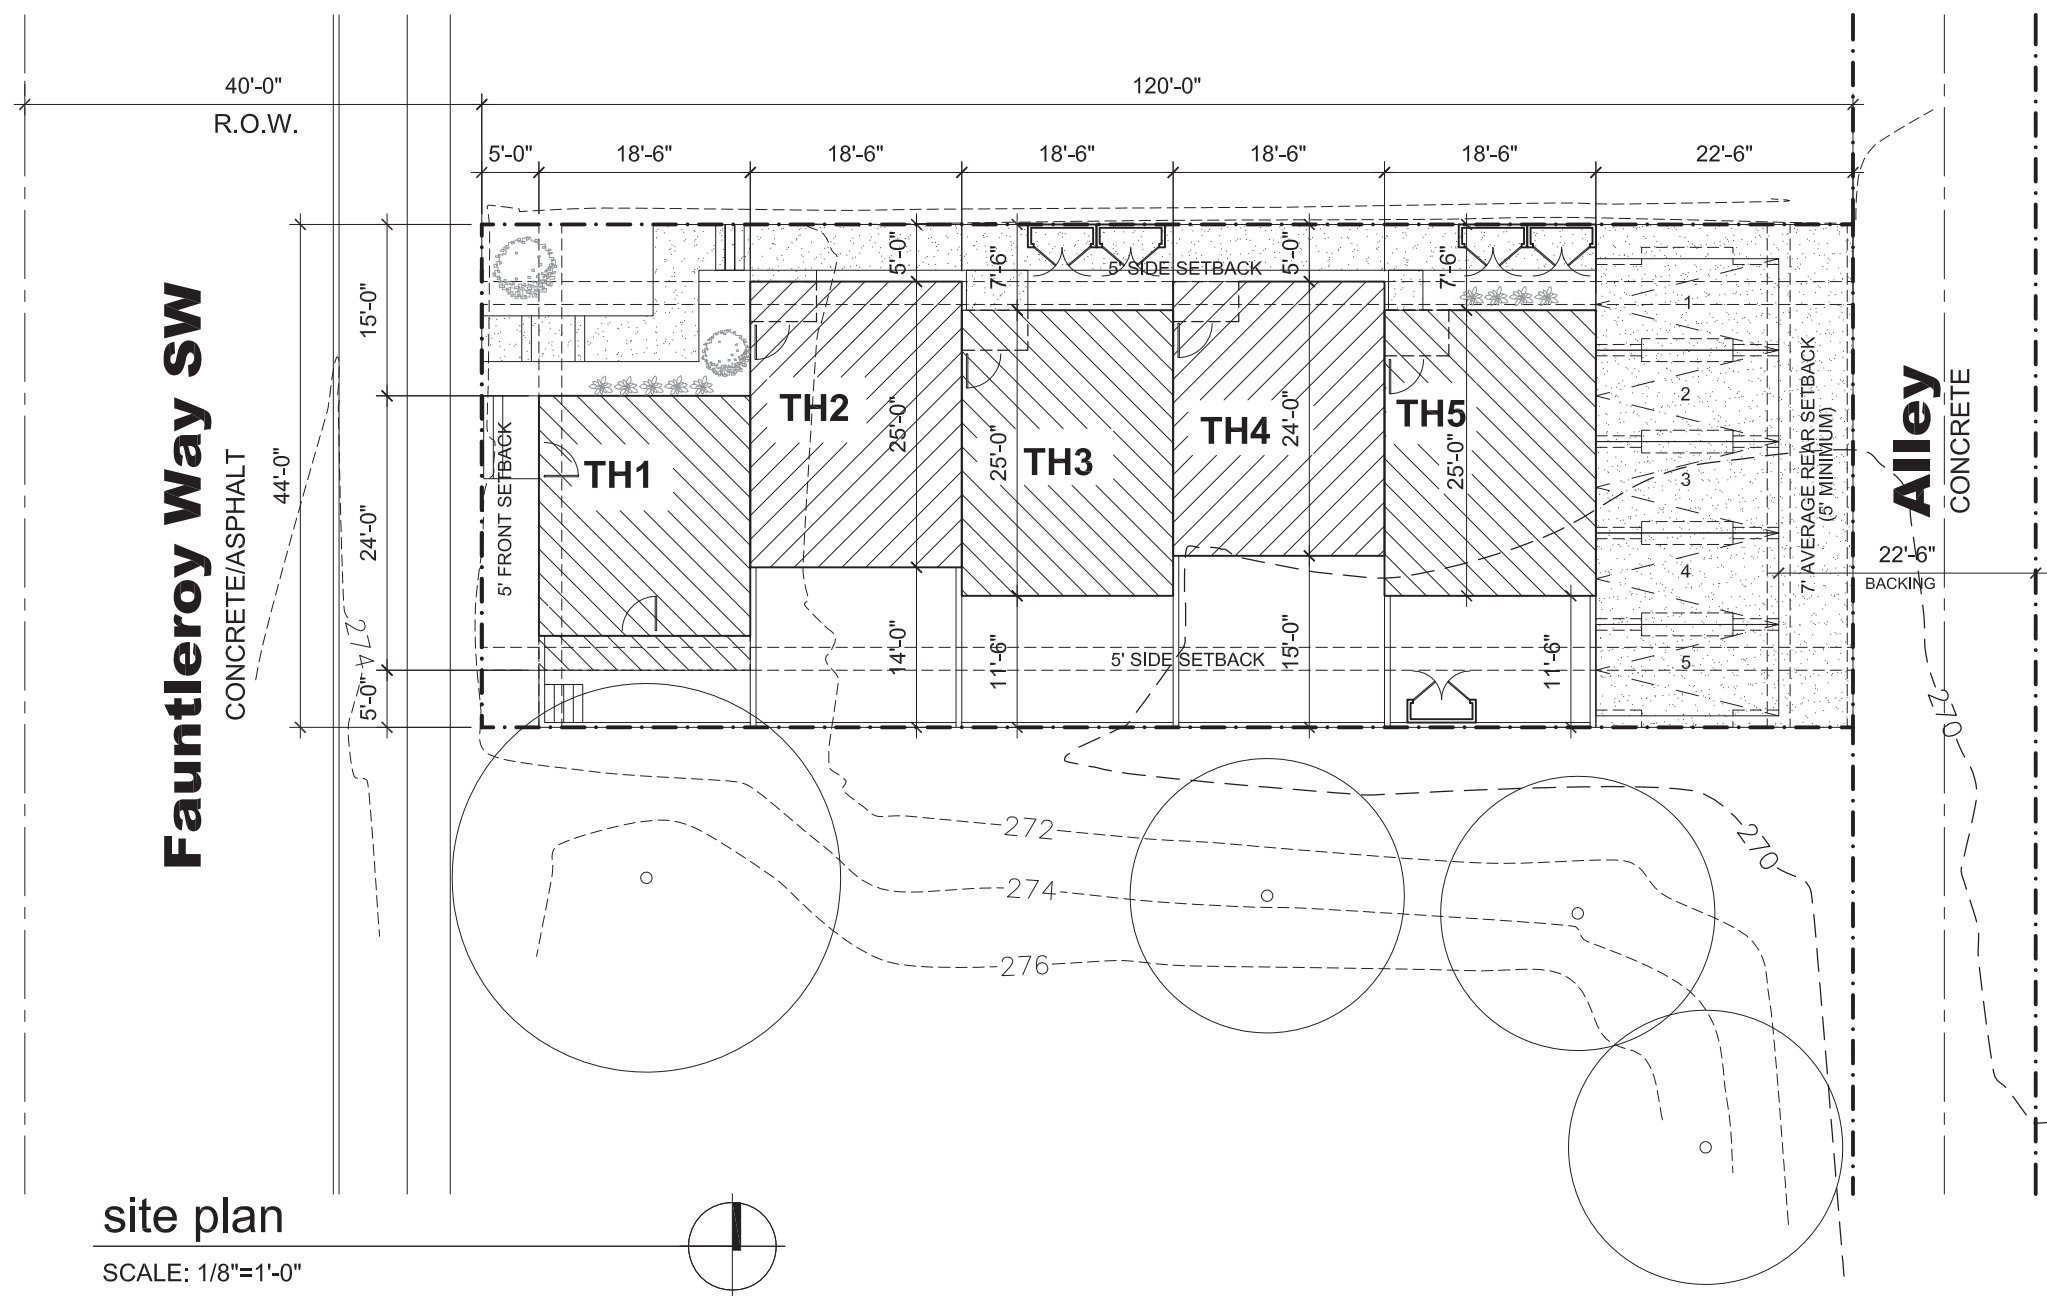 40'-0"
R.O.W.
120'-0"
5'-0"
18'-6"
18'-6"
18'-6"
18'-6"
18'-6"
22'-6"
Fauntleroy Way SW
CONCRETE/ASPHALT
44'-0"
15'-0"
24'-0"
5'-0"
274
5' FRONT SETBACK
5'-0"
7'-6"
5' SIDE SETBACK
5'-0"
7'-6"
TH1
TH2
25'-0"
TH3
25'-0"
TH4
24'-0"
TH5
25'-0"
14'-0"
11'-6"
5' SIDE SETBACK
15'-0"
11'-6"
1
2
3
4
5
7' AVERAGE REAR SETBACK
(5' MINIMUM)
Alley
CONCRETE
22'-6"
BACKING
270
272
274
276
270
site plan
SCALE: 1/8"=1'-0"